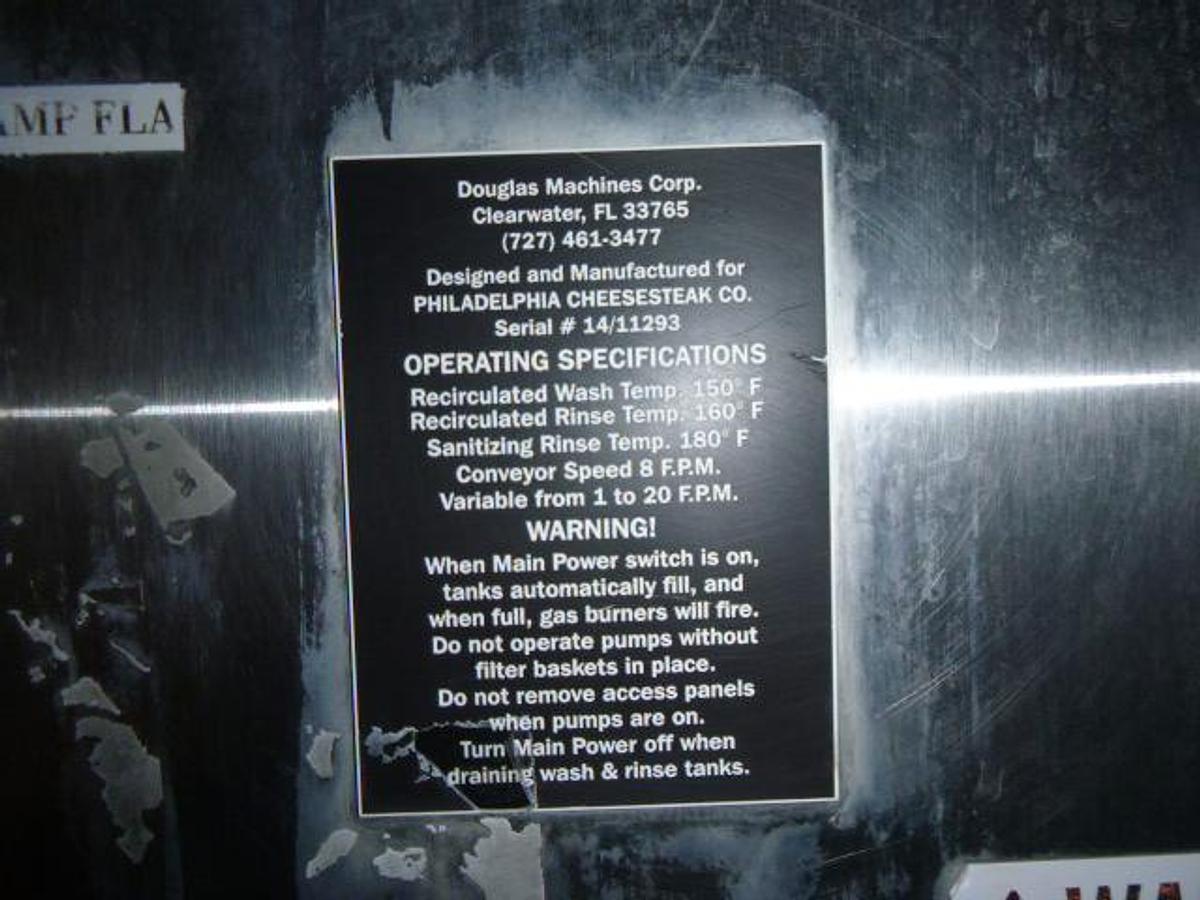 AMP FLA
Douglas Machines Corp.
Clearwater, FL 33765
(727) 461-3477
Designed and Manufactured for
PHILADELPHIA CHEESESTEAK CO.
Serial # 14/11293
OPERATING SPECIFICATIONS
Recirculated Wash Temp. 150° F
Recirculated Rinse Temp. 160° F
Sanitizing Rinse Temp. 180° F
Conveyor Speed 8 F.P.M.
Variable from 1 to 20 F.P.M.
WARNING!
When Main Power switch is on,
tanks automatically fill, and
when full, gas burners will fire.
Do not operate pumps without
filter baskets in place.
Do not remove access panels
when pumps are on.
Turn Main Power off when
draining wash & rinse tanks.